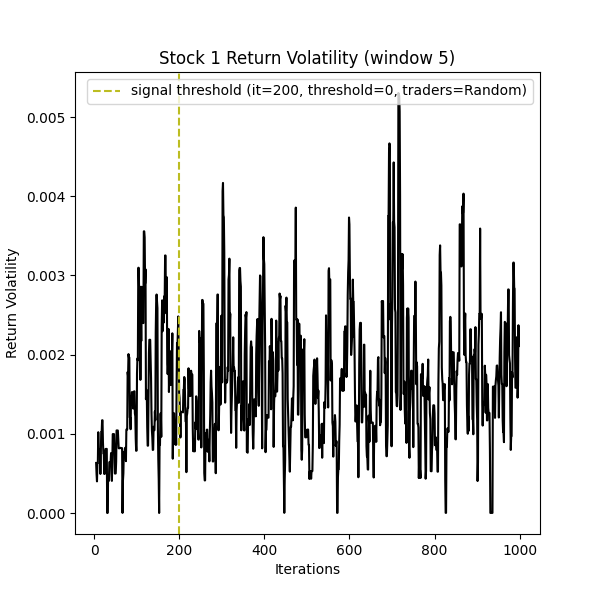 Stock 1 Return Volatility (window 5)
signal threshold (it=200, threshold=0, traders=Random)
0.005
0.004
0.003
0.002
0.001
0.000
Return Volatility
0 200 400 600 800 1000
Iterations